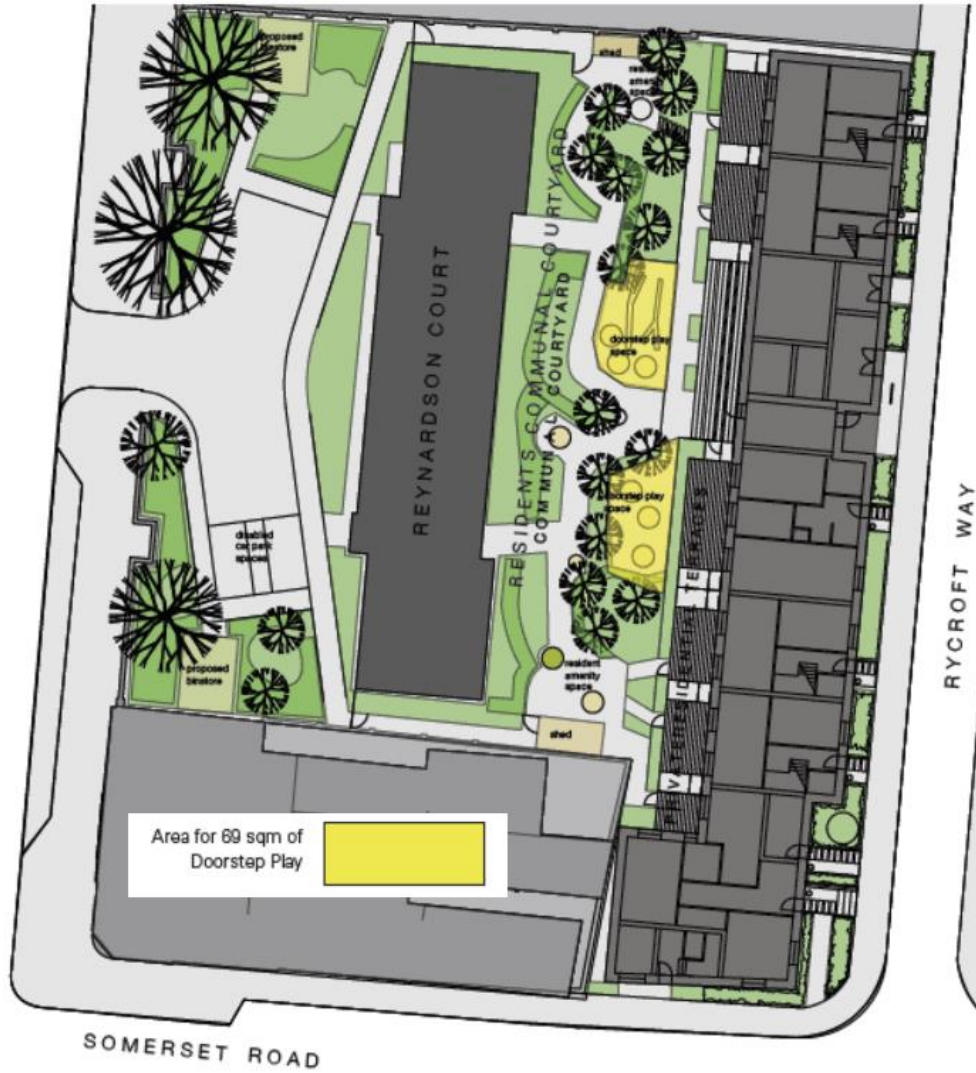 proposed
binstore
shed
resident
amenity
space
REYNARDSON COURT
RESIDENTS COMMUNAL COURTYARD
COMMUNAL COURTYARD
doorstep play
space
doorstep play
space
disabled
car park
spaces
PRIVATE RESIDENTIAL TERRACES
RYCROFT WAY
proposed
binstore
resident
amenity
space
shed
Area for 69 sqm of
Doorstep Play
SOMERSET ROAD